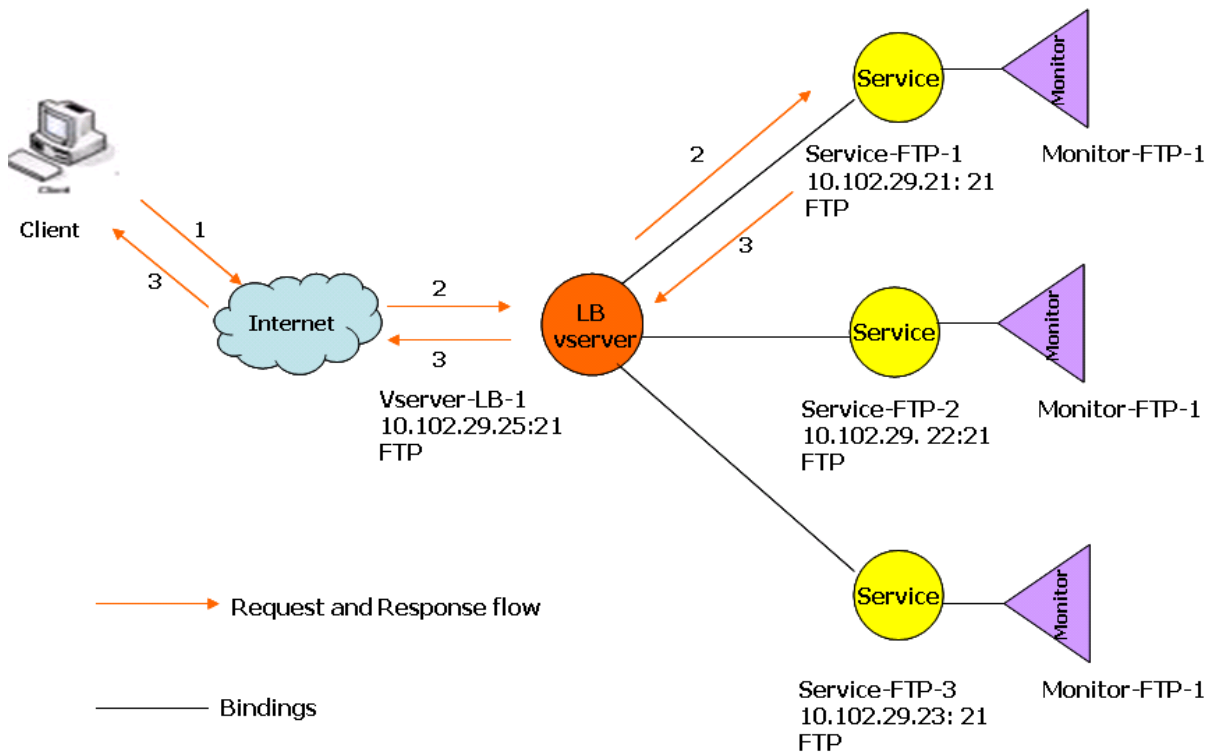 Service
Monitor
Service-FTP-1
10.102.29.21: 21
FTP
Monitor-FTP-1
Client
Client
1
3
Internet
2
3
2
3
LB
vserver
Vserver-LB-1
10.102.29.25:21
FTP
Service
Monitor
Service-FTP-2
10.102.29. 22:21
FTP
Monitor-FTP-1
Service
Monitor
Service-FTP-3
10.102.29.23: 21
FTP
Monitor-FTP-1
Request and Response flow
Bindings